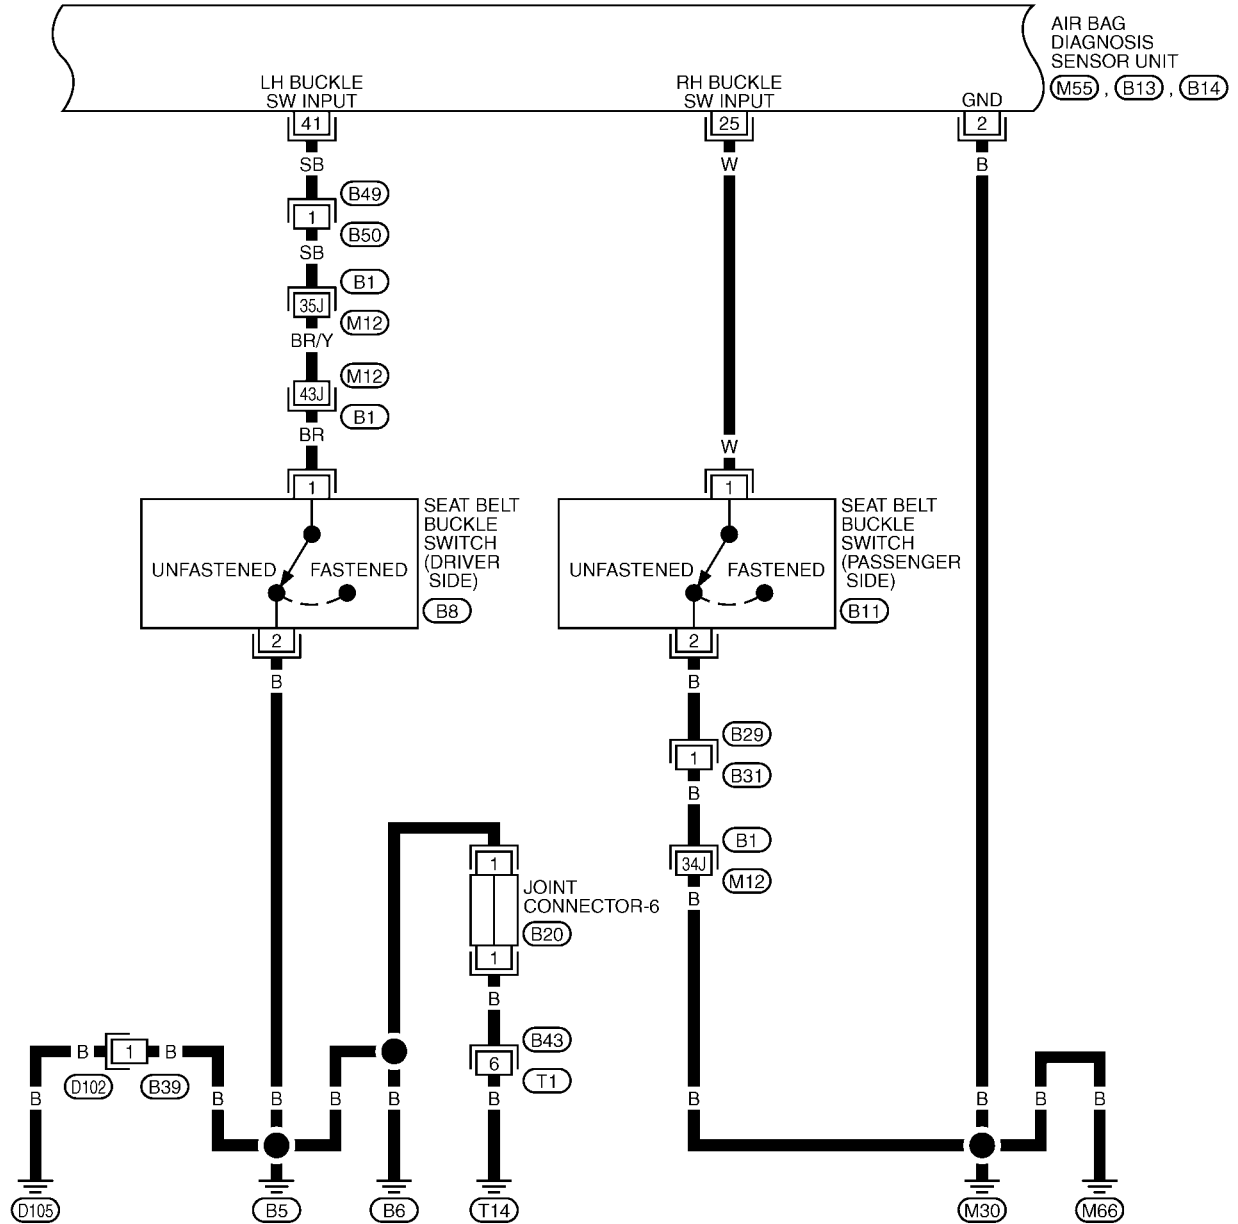 AIR BAG
DIAGNOSIS
SENSOR UNIT
M55 , B13 , B14
LH BUCKLE
SW INPUT
RH BUCKLE
SW INPUT
GND
41
25
2
SB
W
B
B49
1
B50
SB
B1
35J
M12
BR/Y
M12
43J
B1
BR
W
1
1
SEAT BELT
BUCKLE
SWITCH
(DRIVER
SIDE)
B8
UNFASTENED
FASTENED
SEAT BELT
BUCKLE
SWITCH
(PASSENGER
SIDE)
B11
UNFASTENED
FASTENED
2
2
B
B
B29
1
B31
B
B1
34J
M12
B
1
JOINT
CONNECTOR-6
B20
1
B
B43
6
T1
B
1
B
D102
B39
B
B
B
B
B
B
B
B
B
B
D105
B5
B6
T14
M30
M66